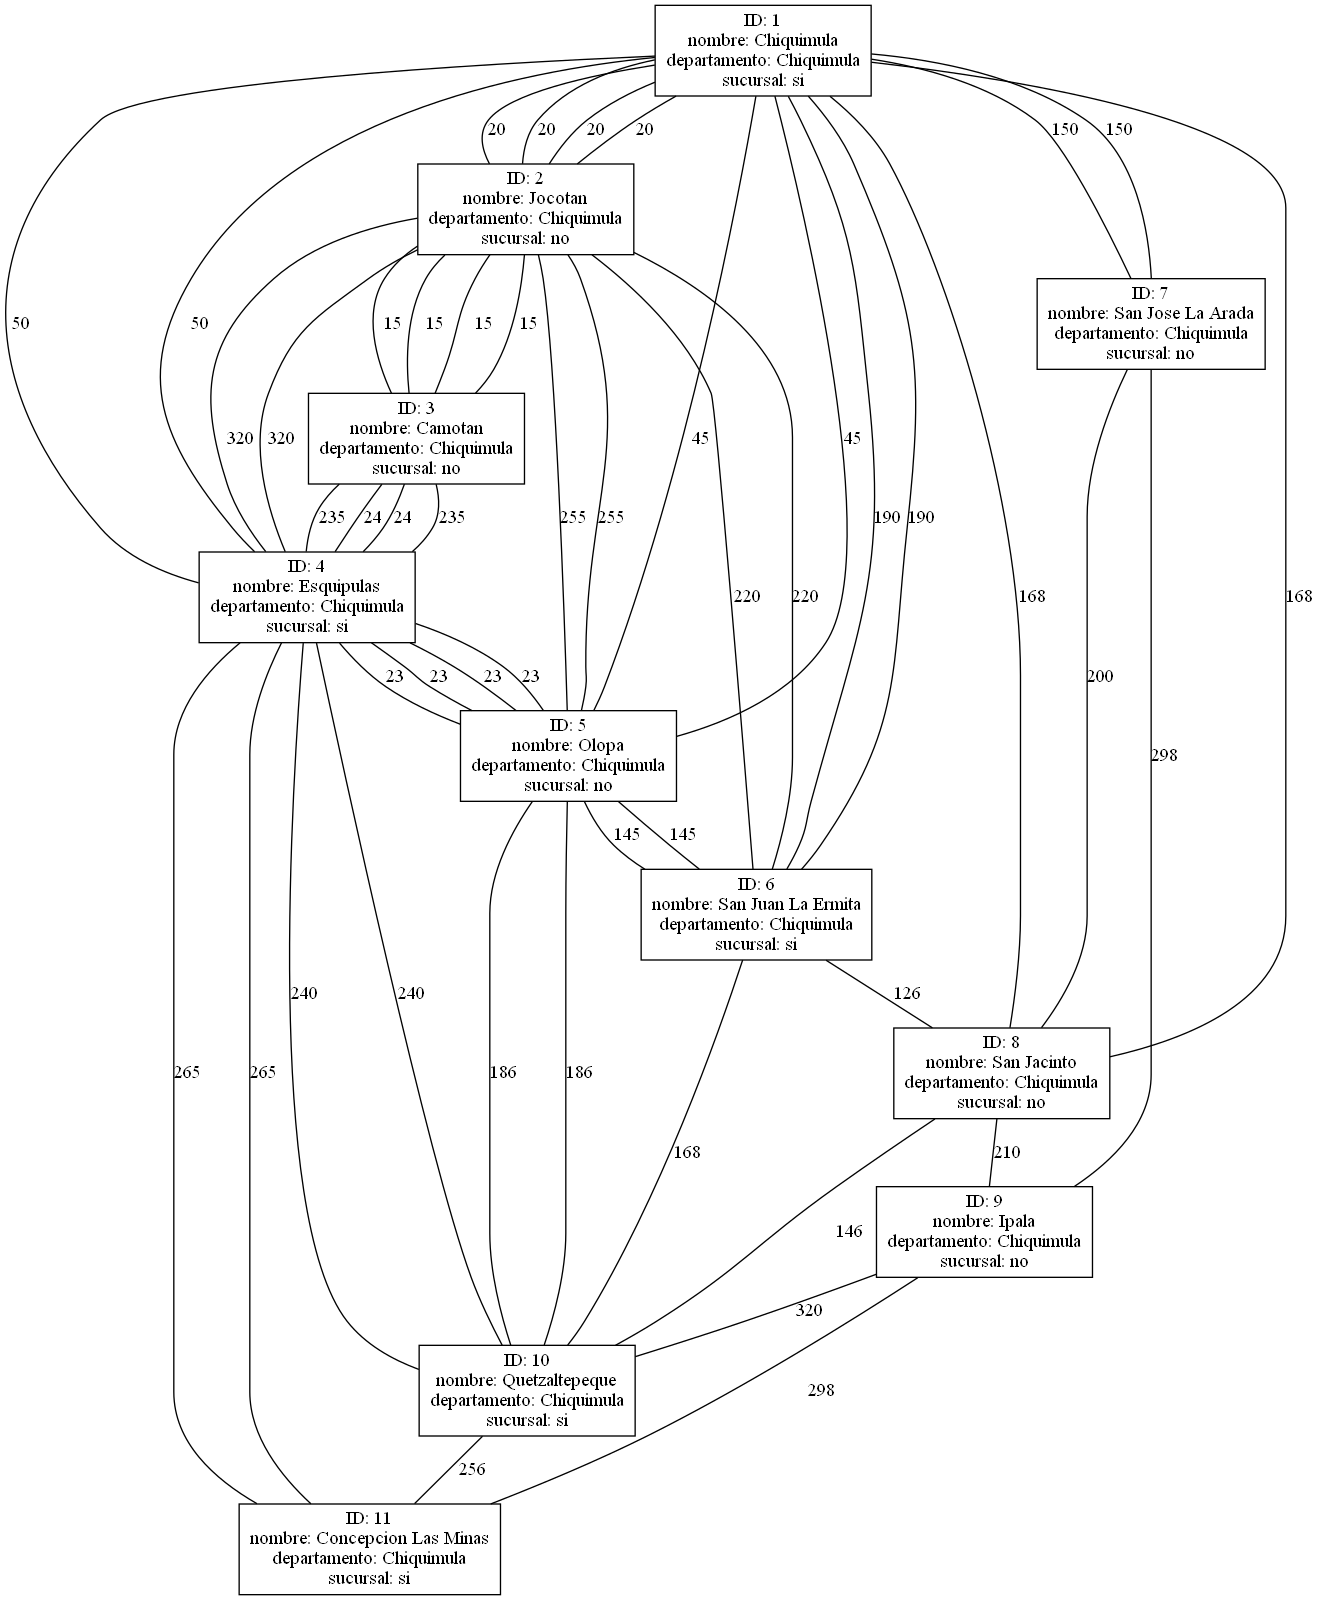 ID: 1
nombre: Chiquimula
departamento: Chiquimula
sucursal: si
20
20
20
20
150
150
ID: 2
nombre: Jocotan
departamento: Chiquimula
sucursal: no
ID: 7
nombre: San Jose La Arada
departamento: Chiquimula
sucursal: no
50
50
15
15
15
15
ID: 3
nombre: Camotan
departamento: Chiquimula
sucursal: no
320
320
45
45
235
24
24
235
255
255
190
190
ID: 4
nombre: Esquipulas
departamento: Chiquimula
sucursal: si
220
220
168
168
23
23
23
23
200
ID: 5
nombre: Olopa
departamento: Chiquimula
sucursal: no
298
145
145
ID: 6
nombre: San Juan La Ermita
departamento: Chiquimula
sucursal: si
240
240
126
ID: 8
nombre: San Jacinto
departamento: Chiquimula
sucursal: no
265
265
186
186
168
210
ID: 9
nombre: Ipala
departamento: Chiquimula
sucursal: no
146
320
ID: 10
nombre: Quetzaltepeque
departamento: Chiquimula
sucursal: si
298
256
ID: 11
nombre: Concepcion Las Minas
departamento: Chiquimula
sucursal: si